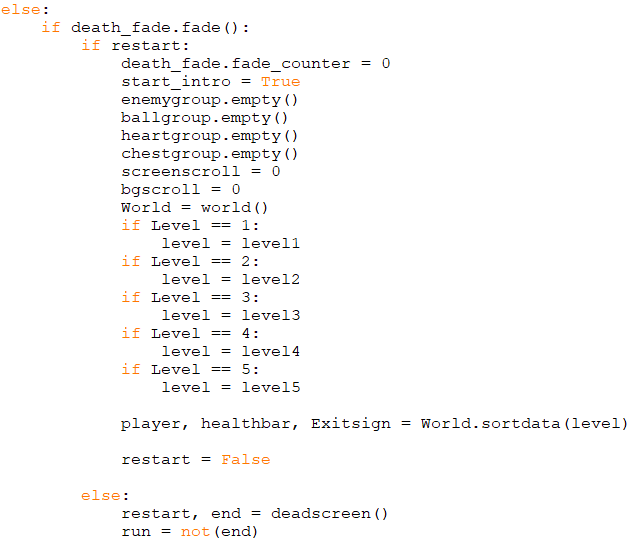 else:
    if death_fade.fade():
        if restart:
            death_fade.fade_counter = 0
            start_intro = True
            enemygroup.empty()
            ballgroup.empty()
            heartgroup.empty()
            chestgroup.empty()
            screenscroll = 0
            bgscroll = 0
            World = world()
            if Level == 1:
                level = level1
            if Level == 2:
                level = level2
            if Level == 3:
                level = level3
            if Level == 4:
                level = level4
            if Level == 5:
                level = level5

            player, healthbar, Exitsign = World.sortdata(level)

            restart = False

        else:
            restart, end = deadscreen()
            run = not(end)